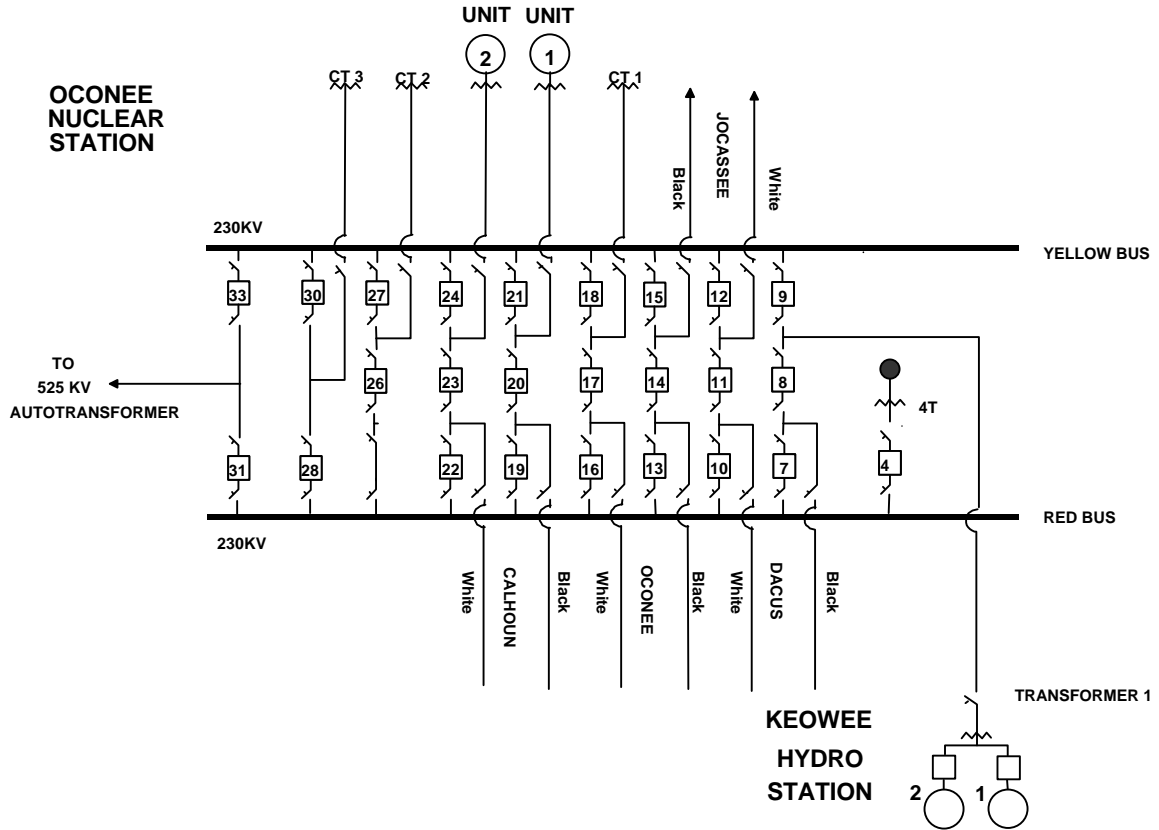 UNIT UNIT
2 1
CT 3 CT 2 CT 1
OCONEE
NUCLEAR
STATION
Black
JOCASSEE
White
230KV
YELLOW BUS
33 30 27 24 21 18 15 12 9
TO
525 KV
AUTOTRANSFORMER
26 23 20 17 14 11 8
4T
31 28 22 19 16 13 10 7 4
RED BUS
230KV
White
CALHOUN
Black
White
OCONEE
Black
White
DACUS
Black
TRANSFORMER 1
KEOWEE
HYDRO
STATION
2 1